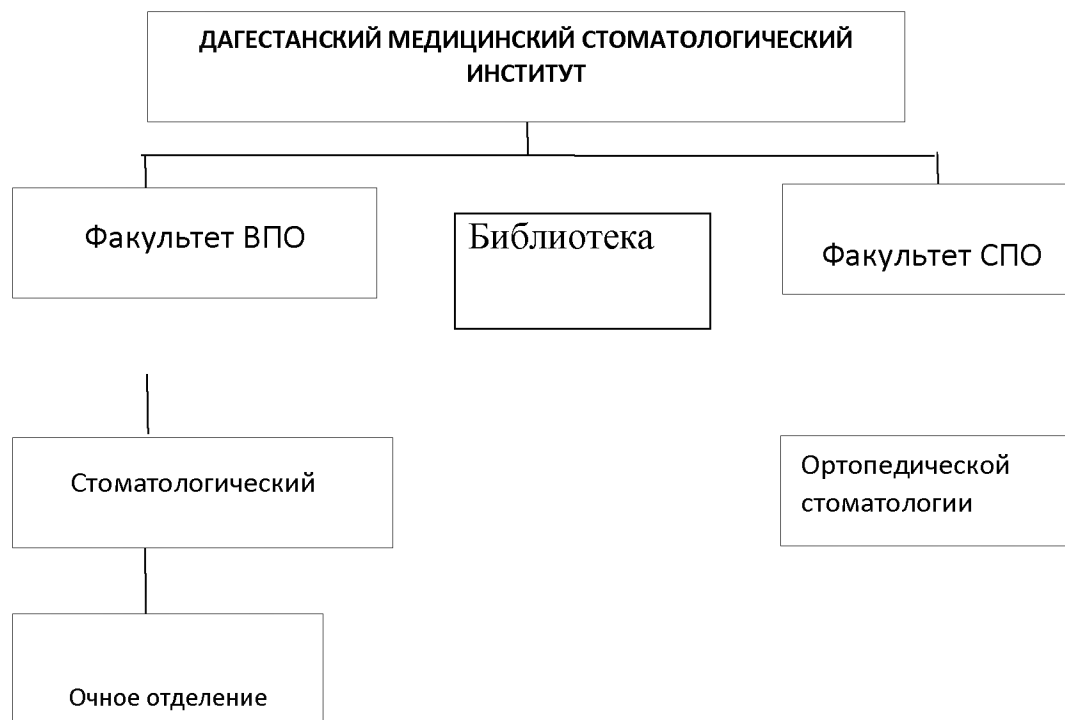 ДАГЕСТАНСКИЙ МЕДИЦИНСКИЙ СТОМАТОЛОГИЧЕСКИЙ
ИНСТИТУТ
Факультет ВПО
Библиотека
Факультет СПО
Стоматологический
Ортопедической
стоматологии
Очное отделение